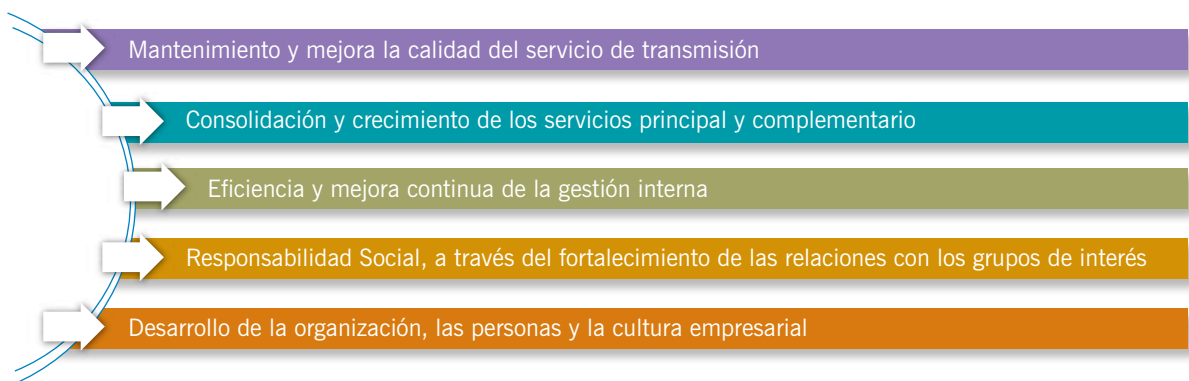 Mantenimiento y mejora la calidad del servicio de transmisión
Consolidación y crecimiento de los servicios principal y complementario
Eficiencia y mejora continua de la gestión interna
Responsabilidad Social, a través del fortalecimiento de las relaciones con los grupos de interés
Desarrollo de la organización, las personas y la cultura empresarial